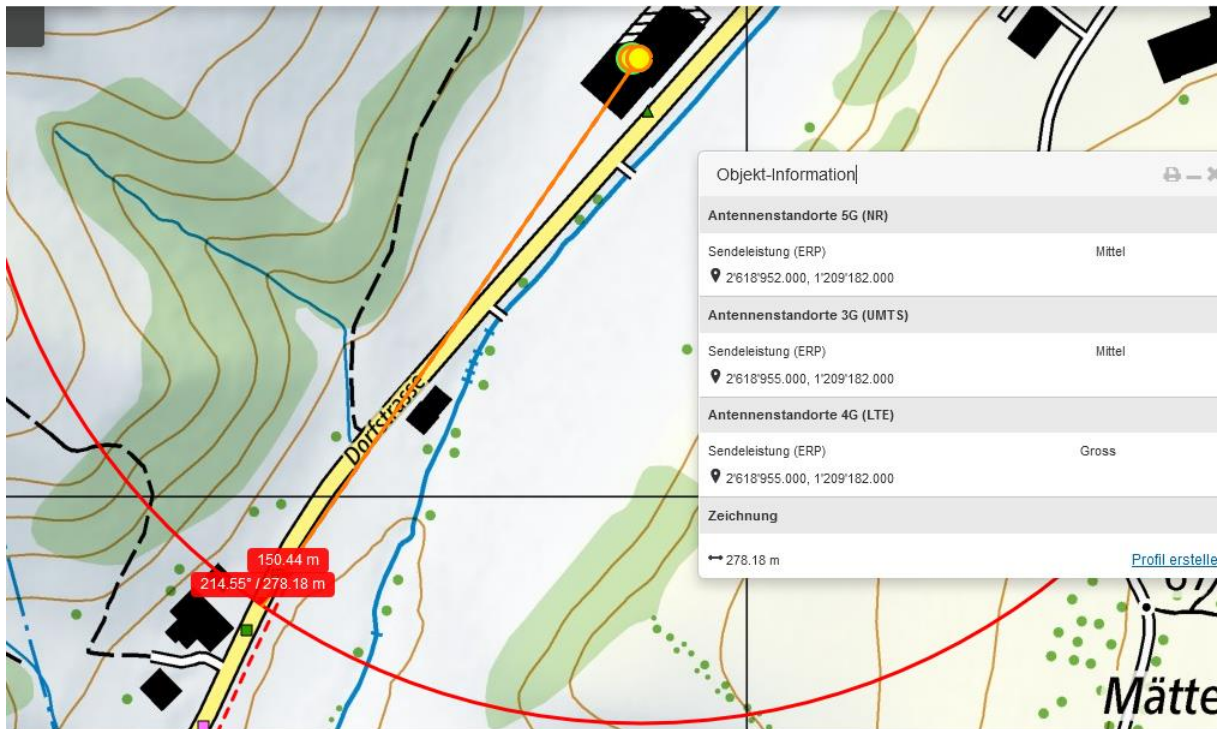 Objekt-Information
Antennenstandorte 5G (NR)
Sendeleistung (ERP) Mittel
2'618'952.000, 1'209'182.000
Antennenstandorte 3G (UMTS)
Sendeleistung (ERP) Mittel
2'618'955.000, 1'209'182.000
Antennenstandorte 4G (LTE)
Sendeleistung (ERP) Gross
2'618'955.000, 1'209'182.000
Zeichnung
278.18 m Profil erstelle
Dorfstrasse
150.44 m
214.55° / 278.18 m
Mätte